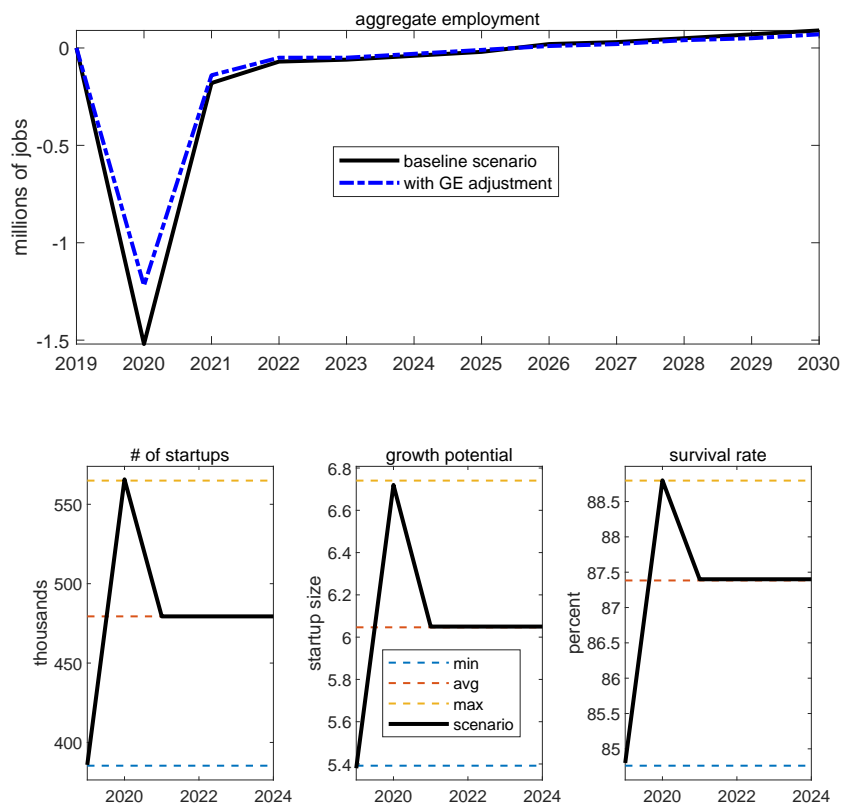 aggregate employment
0
-0.5
-1
-1.5
millions of jobs
baseline scenario
with GE adjustment
2019 2020 2021 2022 2023 2024 2025 2026 2027 2028 2029 2030
# of startups
550
500
450
400
thousands
2020 2022 2024
growth potential
6.8
6.6
6.4
6.2
6
5.8
5.6
5.4
startup size
min
avg
max
scenario
2020 2022 2024
survival rate
88.5
88
87.5
87
86.5
86
85.5
85
percent
2020 2022 2024